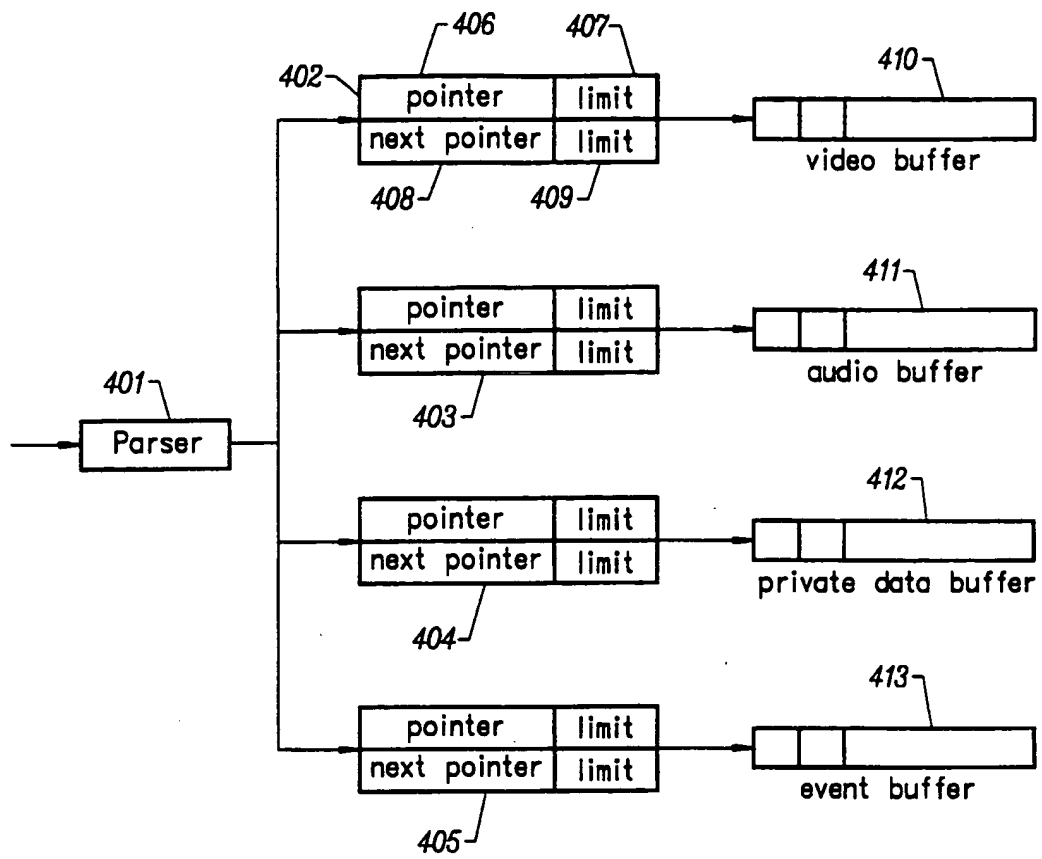 406
407
402
410
pointer limit
next pointer limit
video buffer
408
409
411
pointer limit
next pointer limit
audio buffer
401
403
Parser
412
pointer limit
next pointer limit
private data buffer
404
413
pointer limit
next pointer limit
event buffer
405